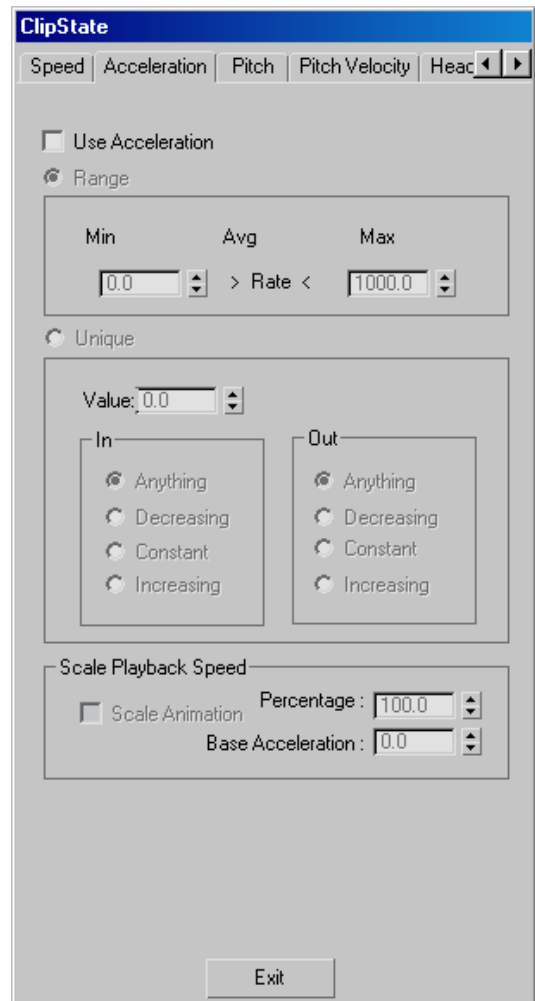 ClipState
Speed Acceleration Pitch Pitch Velocity Head
Use Acceleration
Range
Min Avg Max
0.0 > Rate < 1000.0
Unique
Value: 0.0
In Out
Anything Anything
Decreasing Decreasing
Constant Constant
Increasing Increasing
Scale Playback Speed
Scale Animation Percentage : 100.0
Base Acceleration : 0.0
Exit